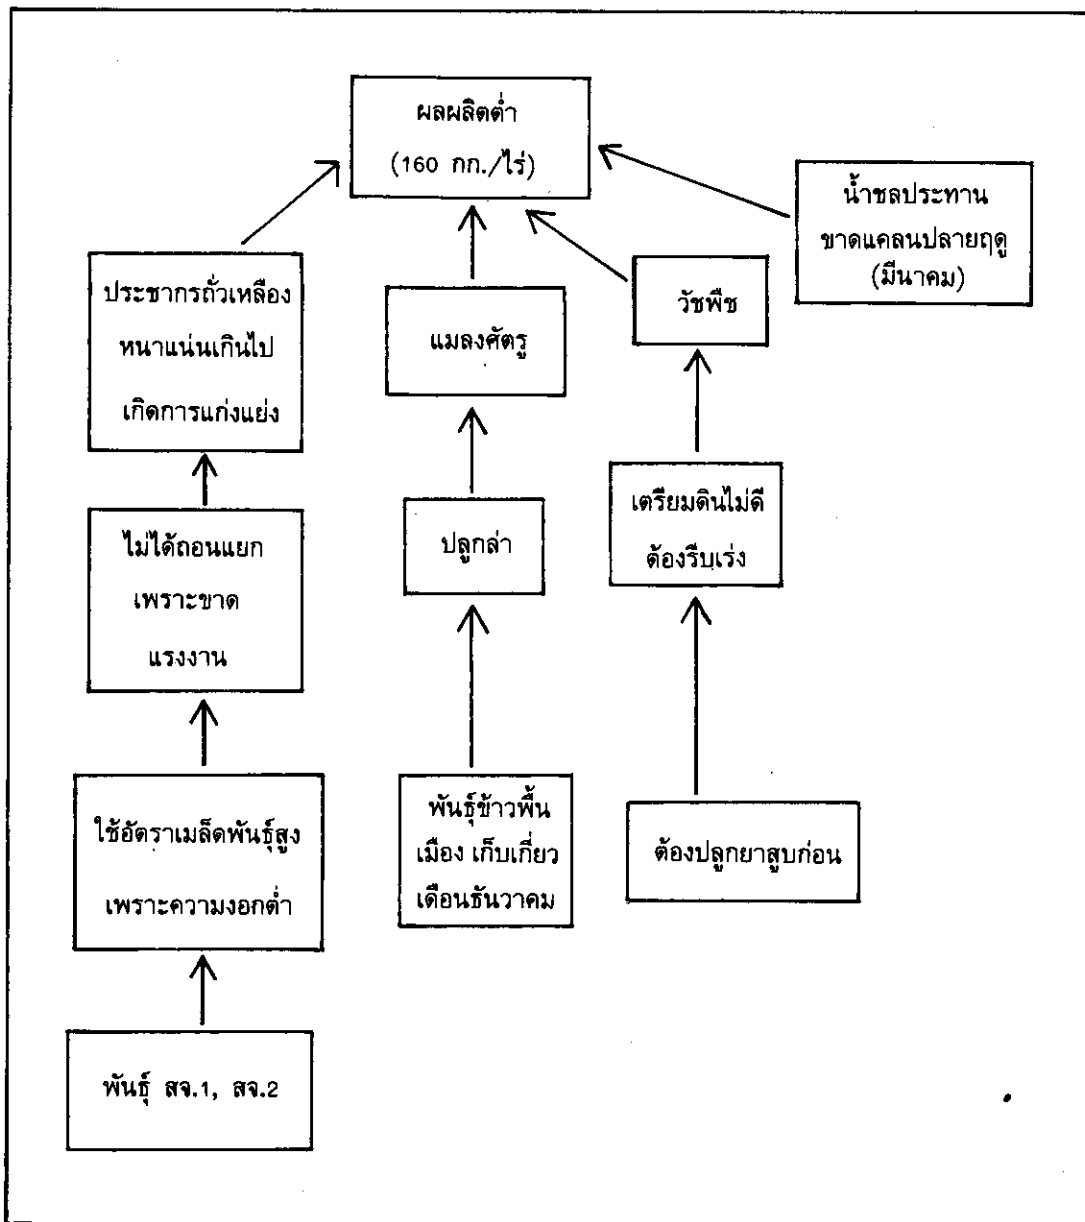 ผลผลิตต่ำ
(160 กก./ไร่)
น้ำชลประทาน
ขาดแคลนปลายฤดู
(มีนาคม)
ประชากรถั่วเหลือง
หนาแน่นเกินไป
เกิดการแก่งแย่ง
แมลงศัตรู
วัชพืช
ไม่ได้ถอนแยก
เพราะขาด
แรงงาน
ปลูกล่า
เตรียมดินไม่ดี
ต้องรีบเร่ง
ใช้อัตราเมล็ดพันธุ์สูง
เพราะความงอกต่ำ
พันธุ์ข้าวพื้น
เมือง เก็บเกี่ยว
เดือนธันวาคม
ต้องปลูกยาสูบก่อน
พันธุ์ สจ.1, สจ.2